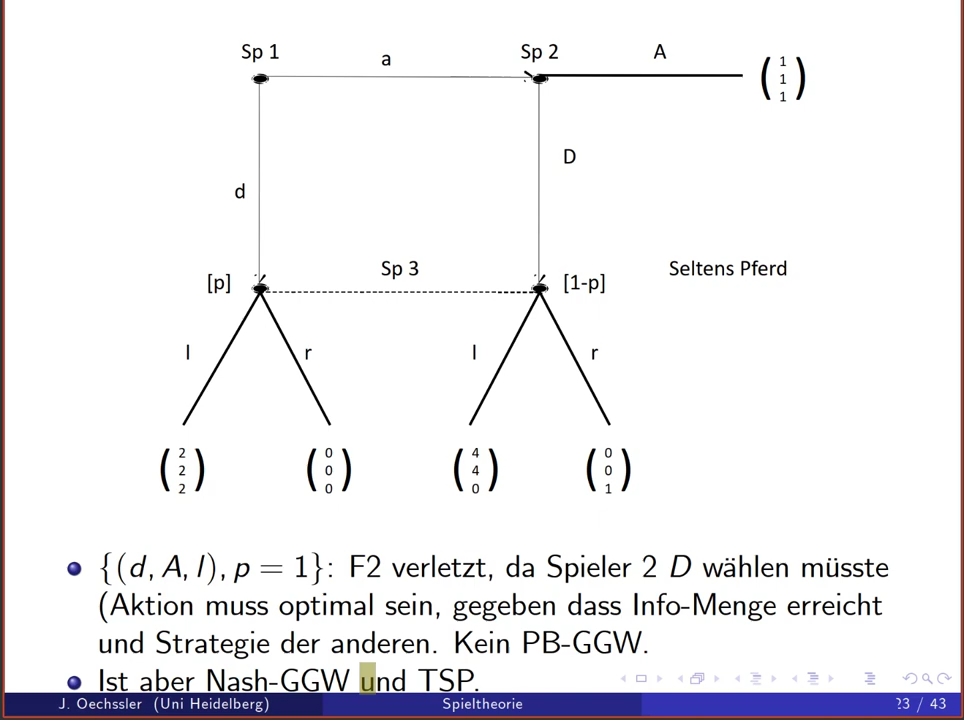 Sp 1
a
Sp 2
A
( 1 1 1 )
D
d
[p]
Sp 3
[1-p]
Seltens Pferd
l
r
l
r
( 2 2 2 )
( 0 0 0 )
( 4 4 0 )
( 0 0 1 )
{(d, A, l), p = 1}: F2 verletzt, da Spieler 2 D wählen müsste
(Aktion muss optimal sein, gegeben dass Info-Menge erreicht
und Strategie der anderen. Kein PB-GGW.
Ist aber Nash-GGW und TSP.
J. Oechssler (Uni Heidelberg) Spieltheorie 23 / 43